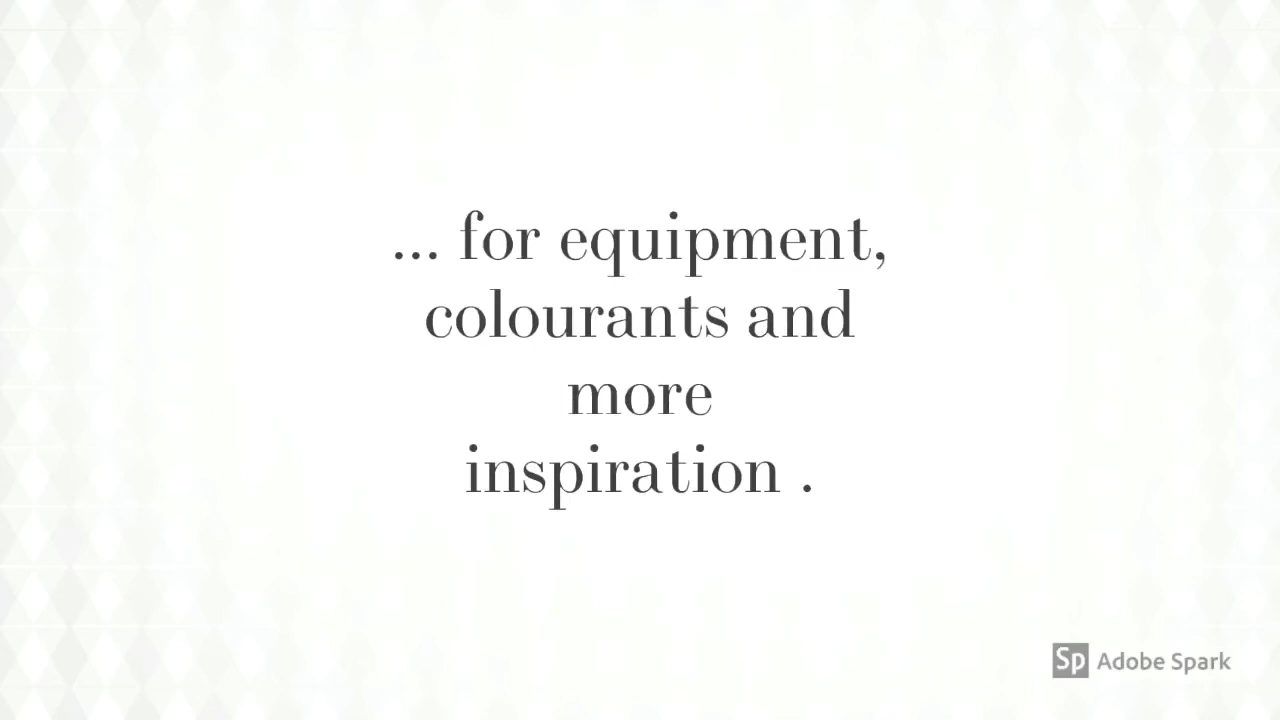 ... for equipment,
colourants and
more
inspiration .
Sp Adobe Spark